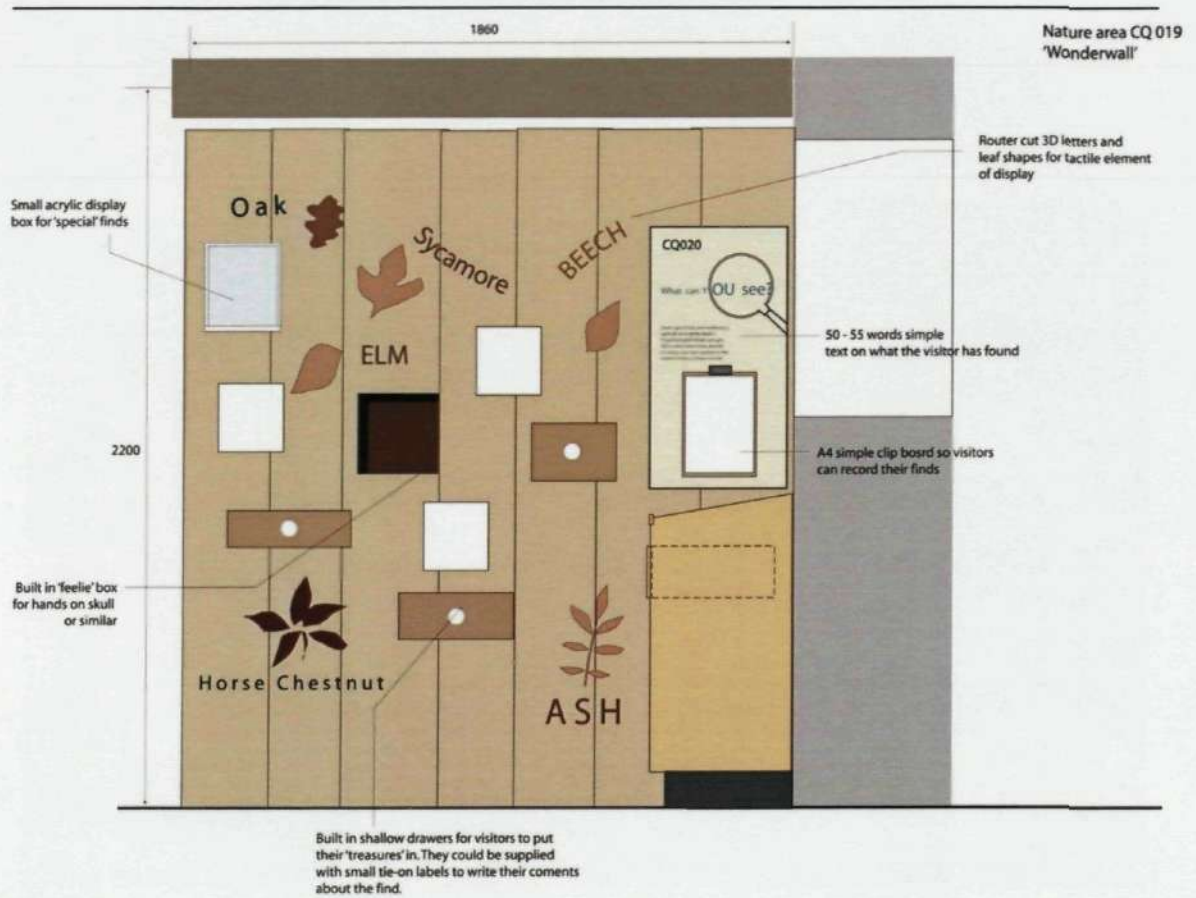 1860
Nature area CQ 019
'Wonderwall'
Router cut 3D letters and
leaf shapes for tactile element
of display
Small acrylic display
box for 'special' finds
Oak
Sycamore
BEECH
CQ020
What can YOU see?
50 - 55 words simple
text on what the visitor has found
ELM
2200
A4 simple clip bosrd so visitors
can record their finds
Built in 'feelie' box
for hands on skull
or similar
Horse Chestnut
ASH
Built in shallow drawers for visitors to put
their 'treasures' in. They could be supplied
with small tie-on labels to write their coments
about the find.